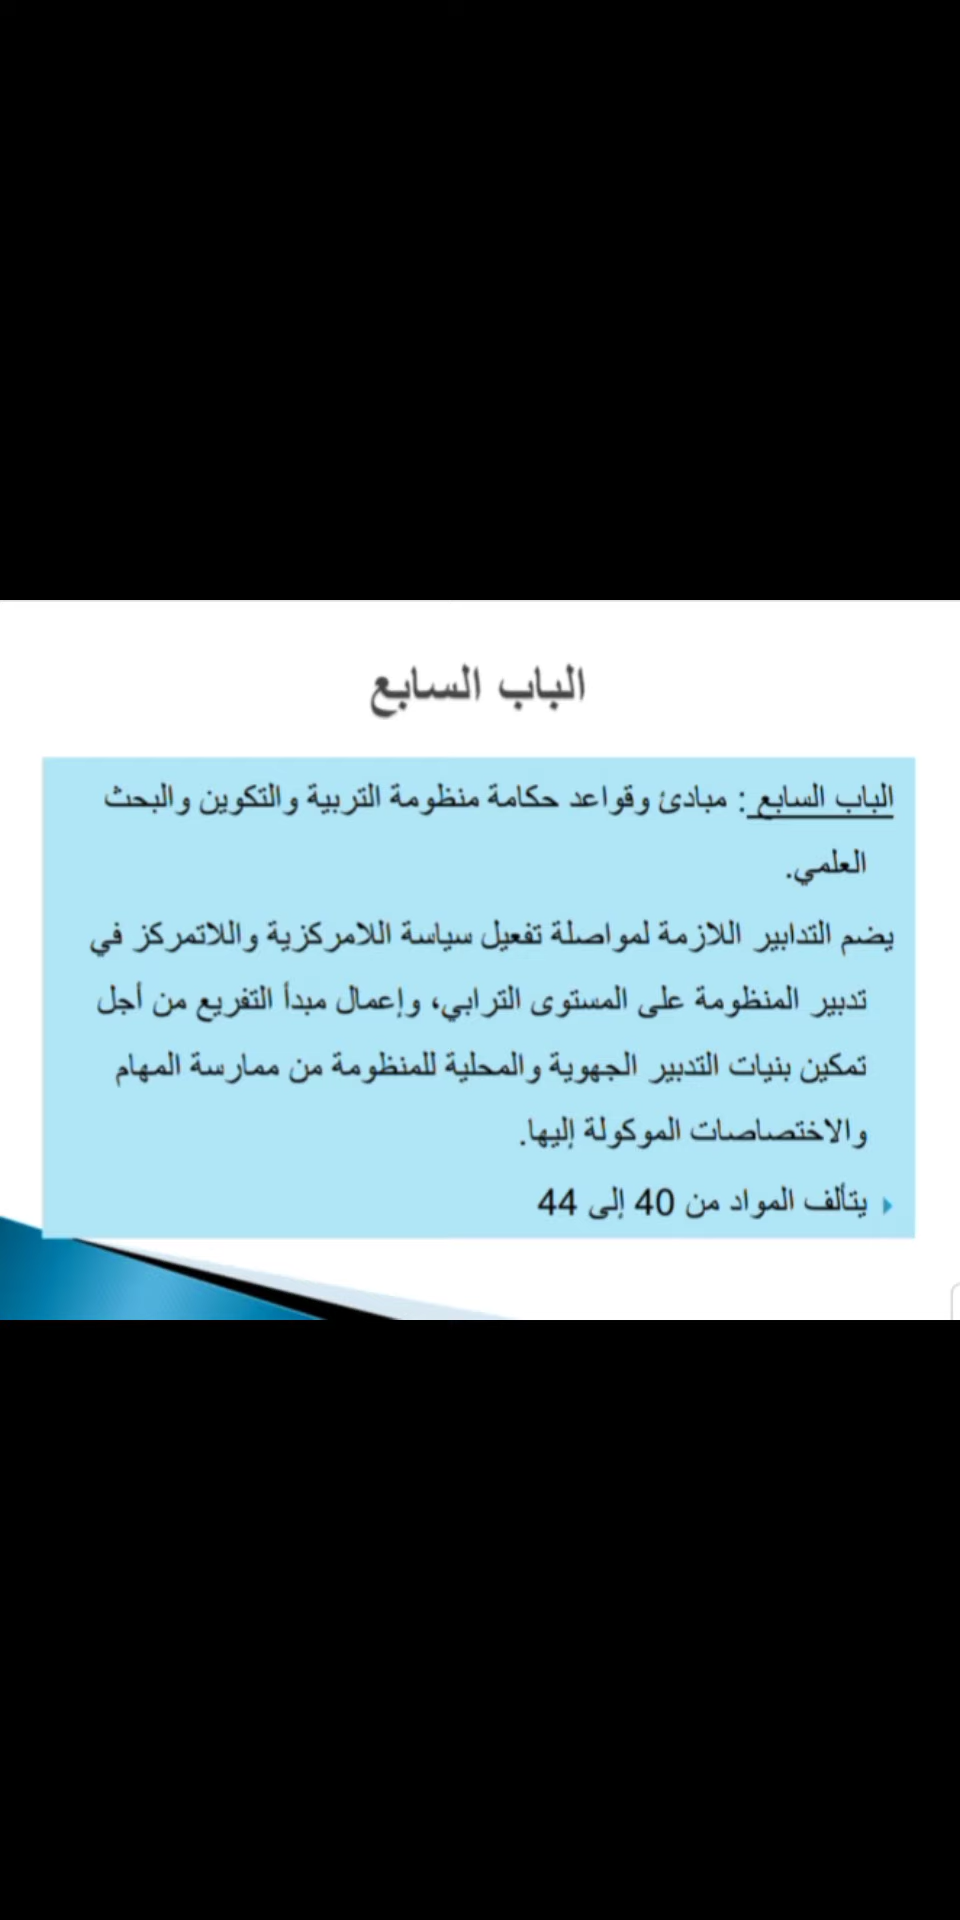 الباب السابع
الباب السابع : مبادئ وقواعد حكامة منظومة التربية والتكوين والبحث
العلمي.
يضم التدابير اللازمة لمواصلة تفعيل سياسة اللامركزية واللاتمركز في
تدبير المنظومة على المستوى الترابي، وإعمال مبدأ التفريع من أجل
تمكين بنيات التدبير الجهوية والمحلية للمنظومة من ممارسة المهام
والاختصاصات الموكولة إليها.
يتألف المواد من 40 إلى 44